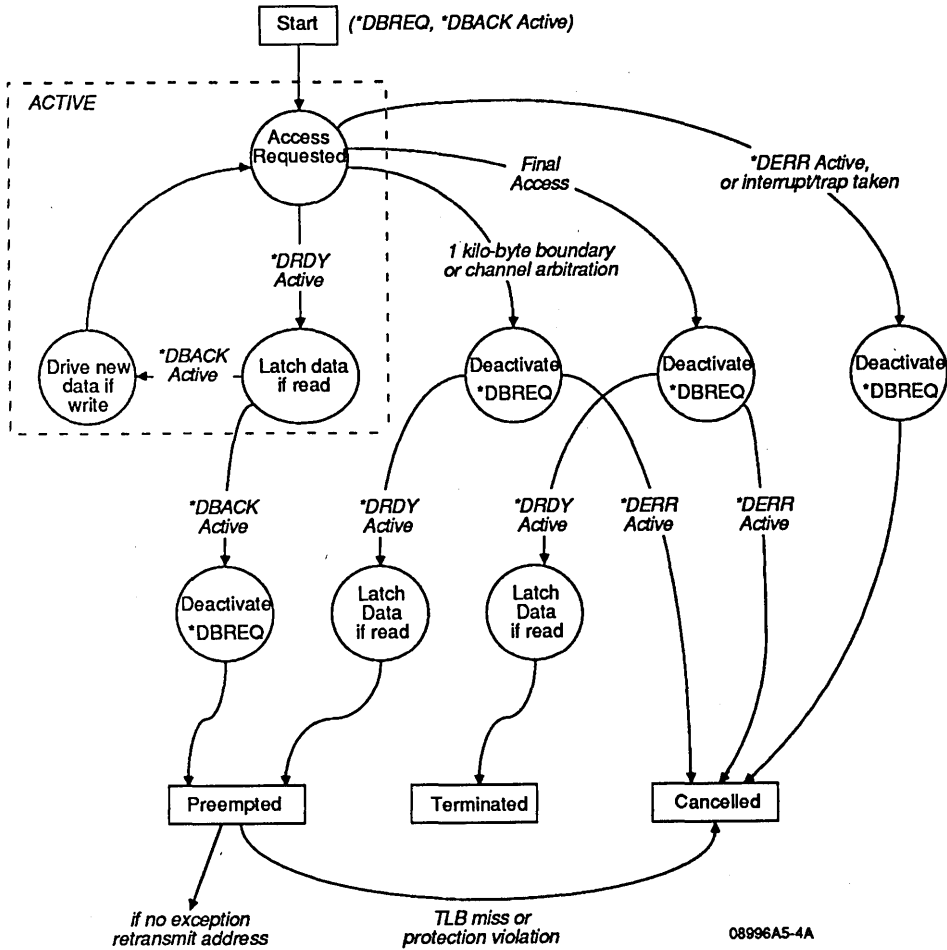 Start
(*DBREQ, *DBACK Active)
ACTIVE
Access
Requested
Final
Access
*DERR Active,
or interrupt/trap taken
*DRDY
Active
1 kilo-byte boundary
or channel arbitration
Drive new
data if
write
*DBACK
Active
Latch data
if read
Deactivate
*DBREQ
Deactivate
*DBREQ
Deactivate
*DBREQ
*DBACK
Active
*DRDY
Active
*DRDY
Active
*DERR
Active
*DERR
Active
Deactivate
*DBREQ
Latch
Data
if read
Latch
Data
if read
Preempted
Terminated
Cancelled
if no exception
retransmit address
TLB miss or
protection violation
08996A5-4A